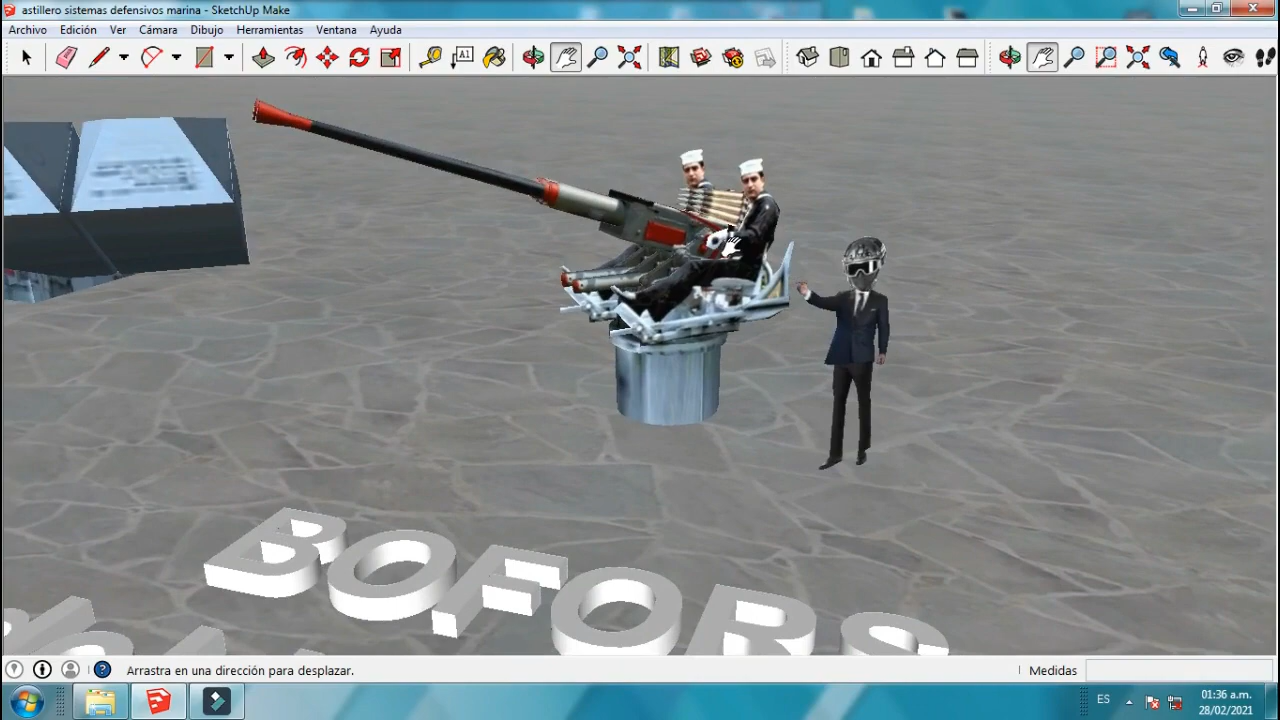 astillero sistemas defensivos marina - SketchUp Make
Archivo Edición Ver Cámara Dibujo Herramientas Ventana Ayuda
A1
BOFORS
Arrastra en una dirección para desplazar.
Medidas
ES
01:36 a.m.
28/02/2021